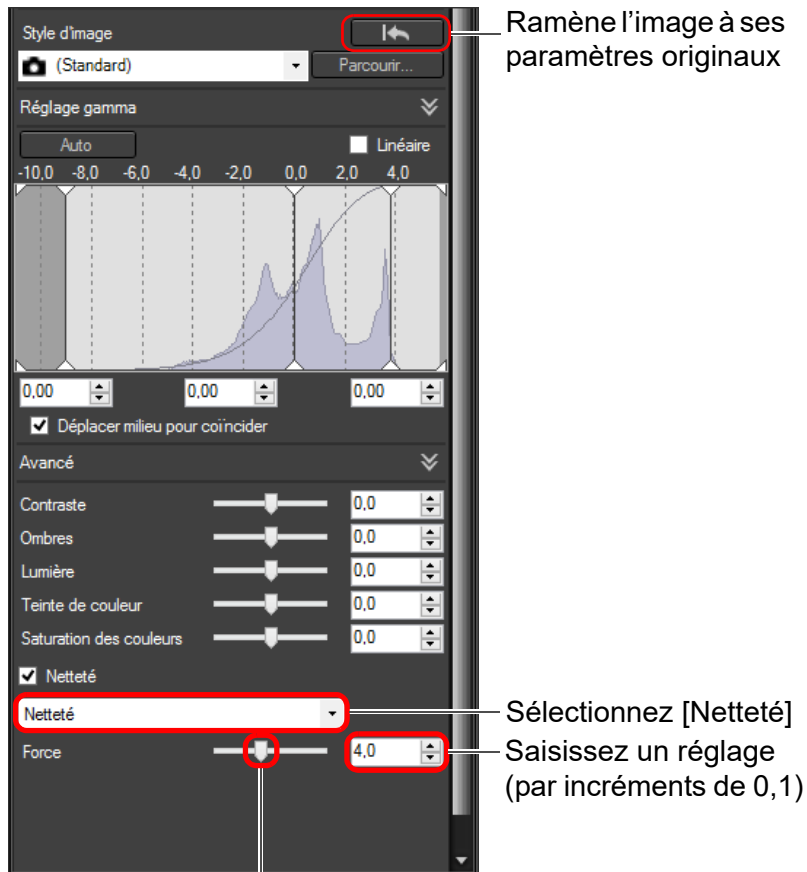 Style d'image
Ramène l'image à ses
paramètres originaux
(Standard)
Parcourir...
Réglage gamma
Auto
Linéaire
-10,0 -8,0 -6,0 -4,0 -2,0 0,0 2,0 4,0
0,00 0,00 0,00
Déplacer milieu pour coïncider
Avancé
Contraste 0,0
Ombres 0,0
Lumière 0,0
Teinte de couleur 0,0
Saturation des couleurs 0,0
Netteté
Netteté
Sélectionnez [Netteté]
Force 4,0
Saisissez un réglage
(par incréments de 0,1)